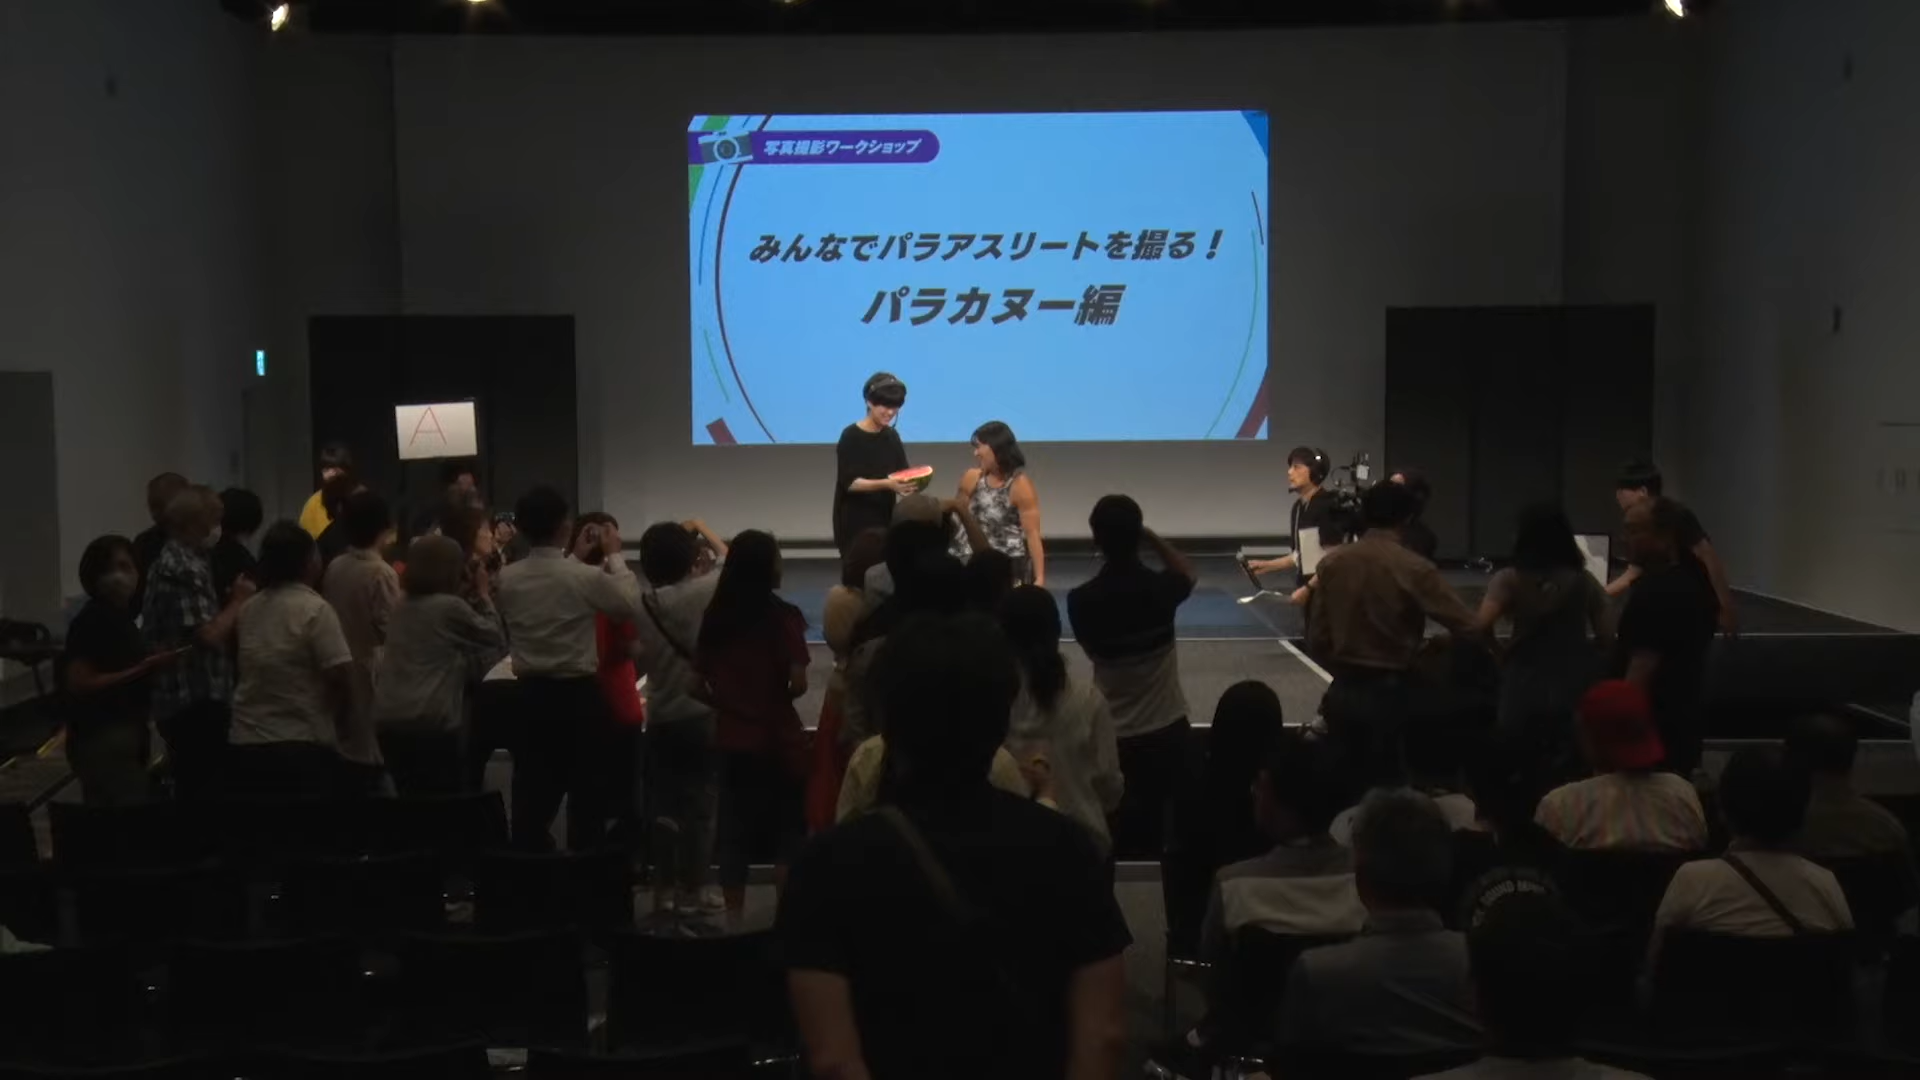 写真撮影ワークショップ
みんなでパラアスリートを撮る！
パラカヌー編
A